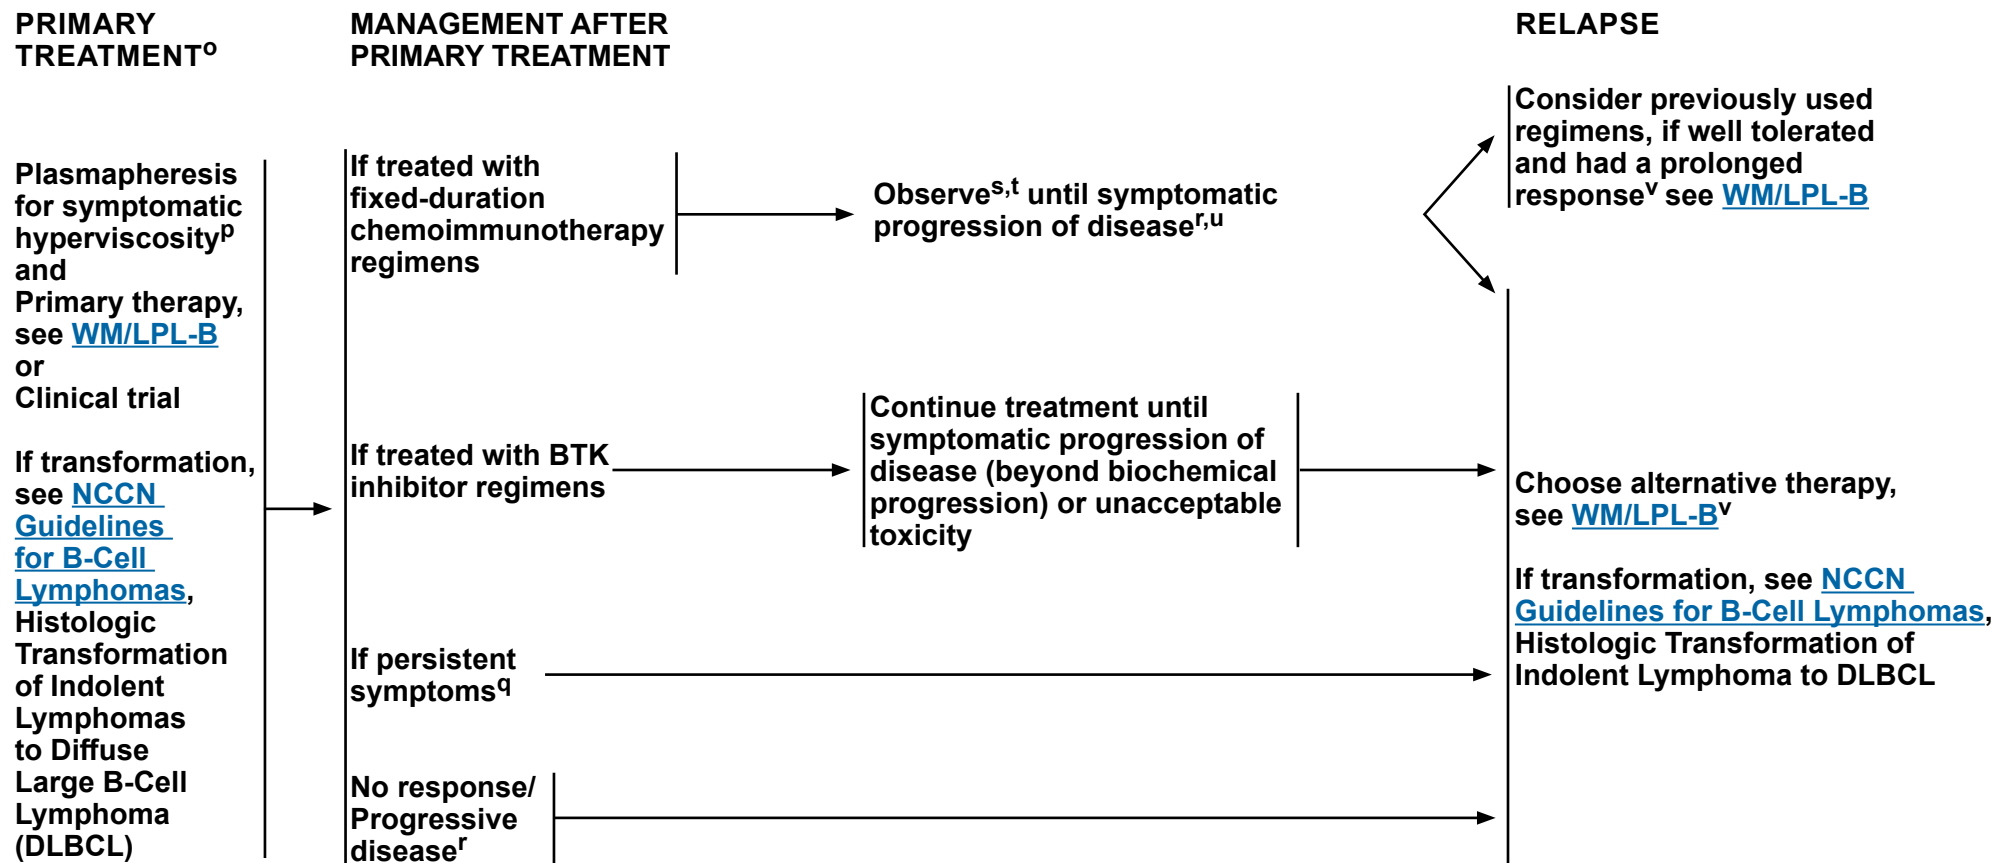 PRIMARY
TREATMENTo
MANAGEMENT AFTER
PRIMARY TREATMENT
RELAPSE
Plasmapheresis
for symptomatic
hyperviscosityp
and
Primary therapy,
see WM/LPL-B
or
Clinical trial
If transformation,
see NCCN
Guidelines
for B-Cell
Lymphomas,
Histologic
Transformation
of Indolent
Lymphomas
to Diffuse
Large B-Cell
Lymphoma
(DLBCL)
If treated with
fixed-duration
chemoimmunotherapy
regimens
Observes,t until symptomatic
progression of diseaser,u
Consider previously used
regimens, if well tolerated
and had a prolonged
responsev see WM/LPL-B
If treated with BTK
inhibitor regimens
Continue treatment until
symptomatic progression of
disease (beyond biochemical
progression) or unacceptable
toxicity
If persistent
symptomsq
No response/
Progressive
diseaser
Choose alternative therapy,
see WM/LPL-Bv
If transformation, see NCCN
Guidelines for B-Cell Lymphomas,
Histologic Transformation of
Indolent Lymphoma to DLBCL